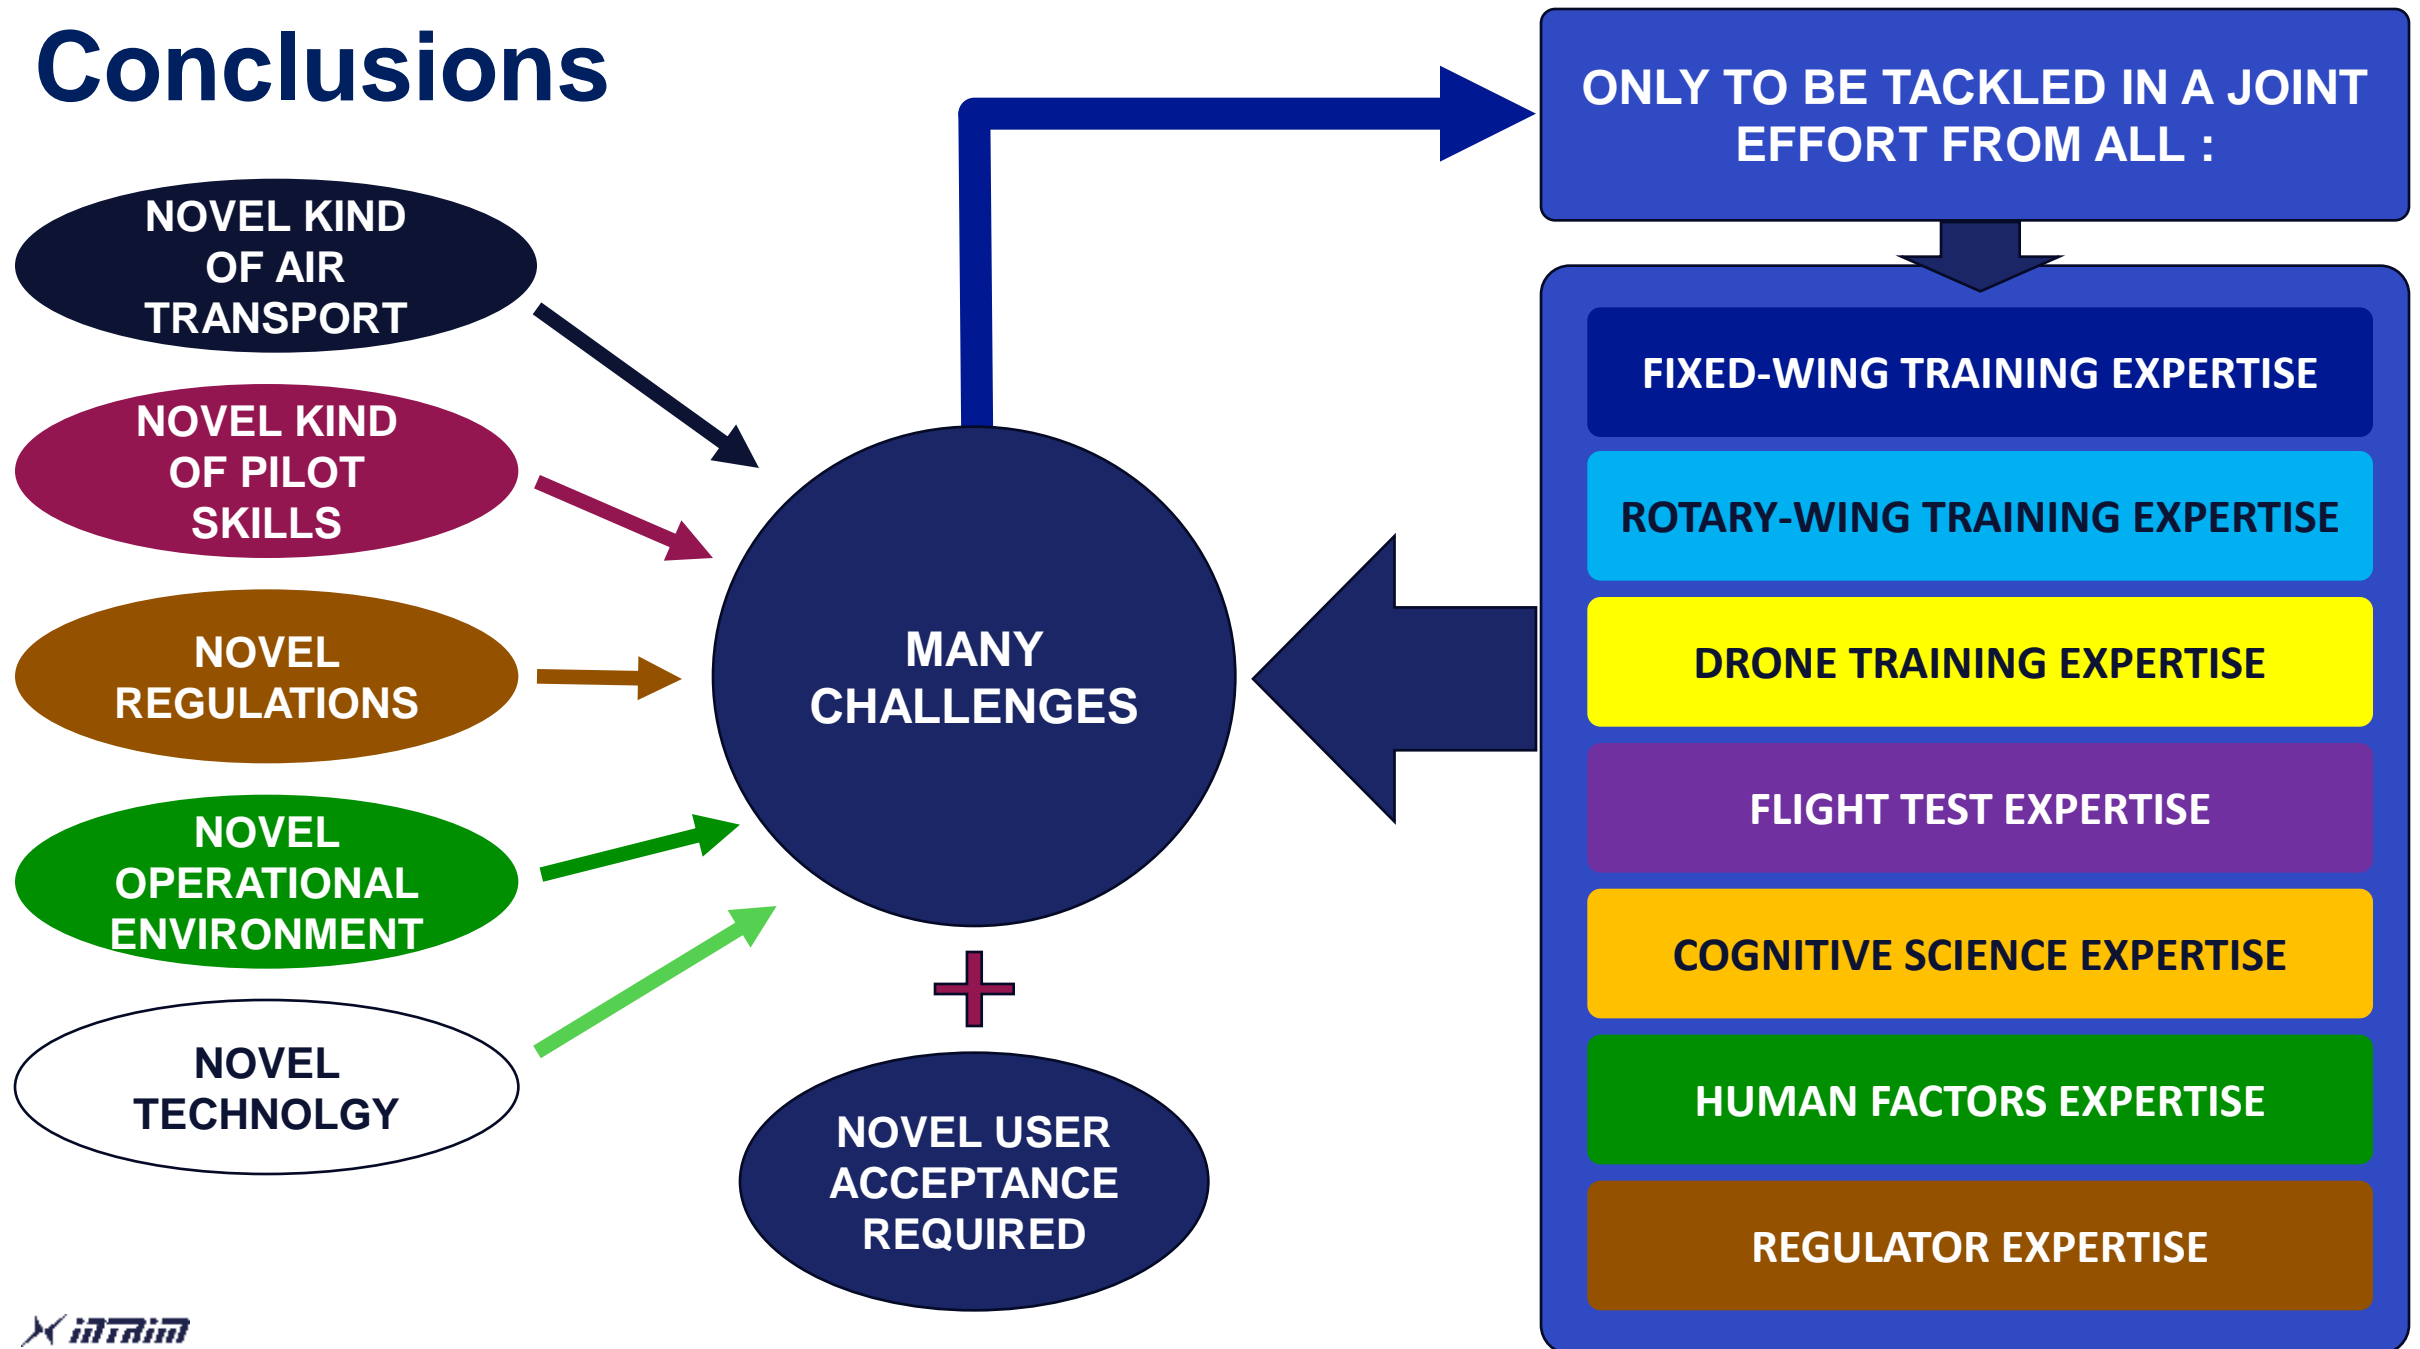 Conclusions
NOVEL KIND
OF AIR
TRANSPORT
NOVEL KIND
OF PILOT
SKILLS
NOVEL
REGULATIONS
NOVEL
OPERATIONAL
ENVIRONMENT
NOVEL
TECHNOLGY
MANY
CHALLENGES
+
NOVEL USER
ACCEPTANCE
REQUIRED
ONLY TO BE TACKLED IN A JOINT
EFFORT FROM ALL :
FIXED-WING TRAINING EXPERTISE
ROTARY-WING TRAINING EXPERTISE
DRONE TRAINING EXPERTISE
FLIGHT TEST EXPERTISE
COGNITIVE SCIENCE EXPERTISE
HUMAN FACTORS EXPERTISE
REGULATOR EXPERTISE
iNTRiM